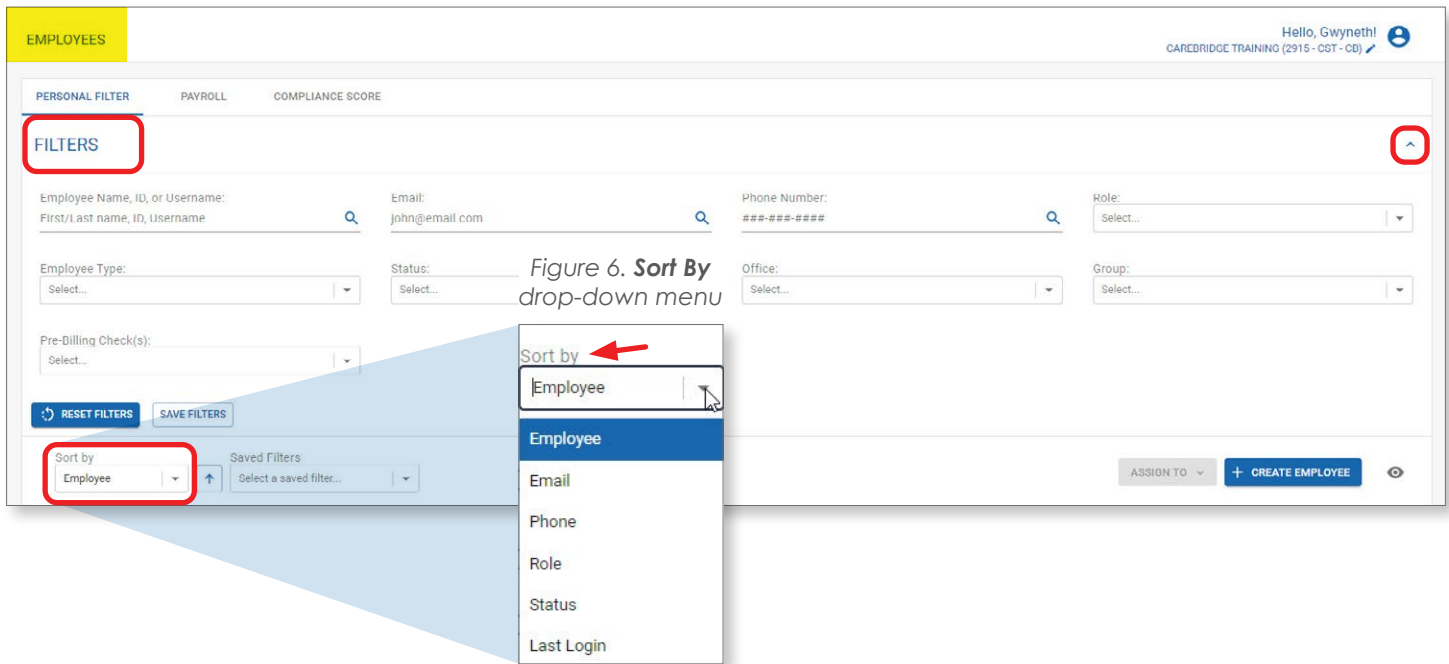 EMPLOYEES
Hello, Gwyneth!
CAREBRIDGE TRAINING (2915 - CST - CB)
PERSONAL FILTER PAYROLL COMPLIANCE SCORE
FILTERS
Employee Name, ID, or Username: Email: Phone Number: Role:
First/Last name, ID, Username john@email.com ###-###-#### Select...
Employee Type: Status: Office: Group:
Select... Select... Select... Select...
Figure 6. Sort By
drop-down menu
Pre-Billing Check(s):
Select...
RESET FILTERS SAVE FILTERS
Sort by Saved Filters
Employee Select a saved filter... ASSIGN TO + CREATE EMPLOYEE
Sort by
Employee
Employee
Email
Phone
Role
Status
Last Login